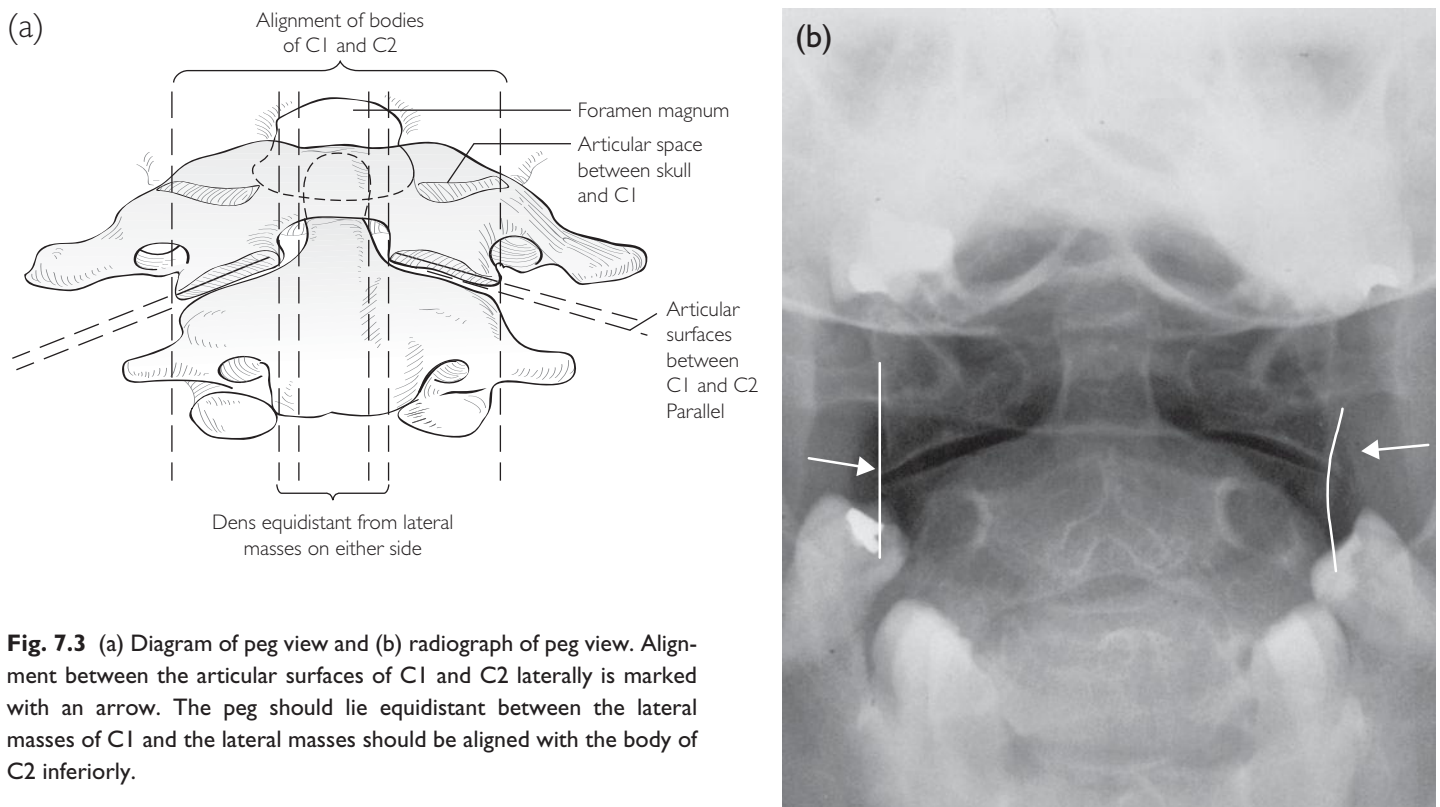 (a)
Alignment of bodies
of C1 and C2
Foramen magnum
Articular space
between skull
and C1
Articular
surfaces
between
C1 and C2
Parallel
Dens equidistant from lateral
masses on either side
(b)
Fig. 7.3 (a) Diagram of peg view and (b) radiograph of peg view. Align-
ment between the articular surfaces of C1 and C2 laterally is marked
with an arrow. The peg should lie equidistant between the lateral
masses of C1 and the lateral masses should be aligned with the body of
C2 inferiorly.